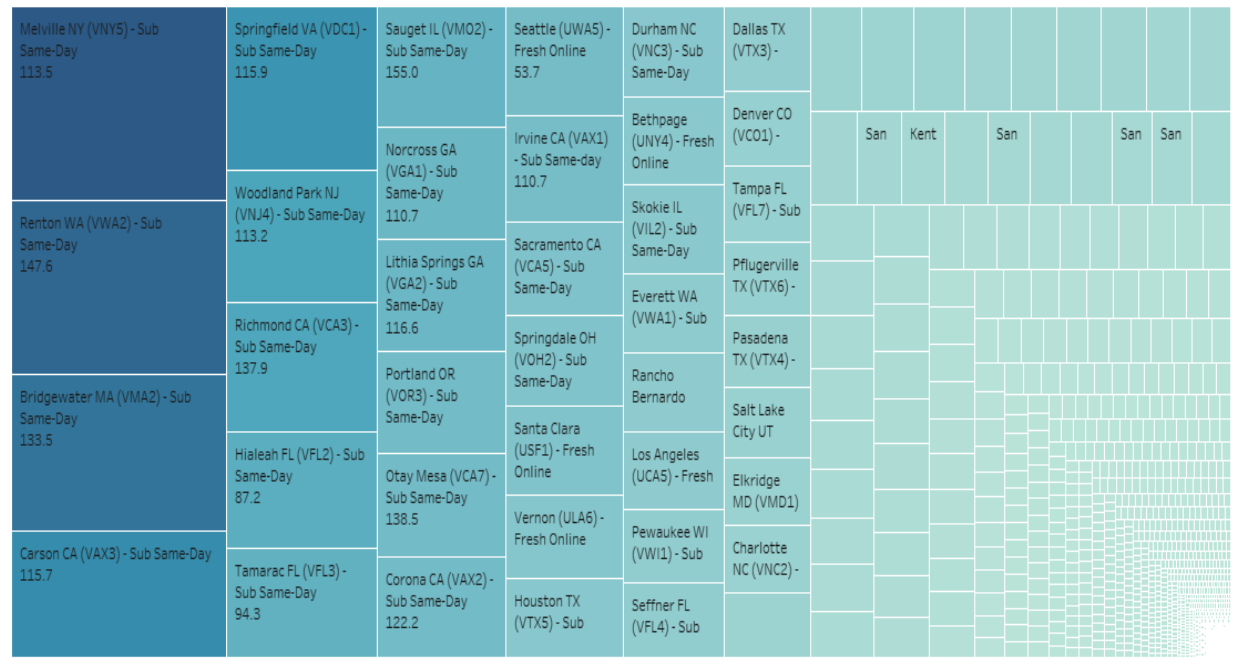 Melville NY (VNY5) - Sub
Same-Day
113.5
Renton WA (VWA2) - Sub
Same-Day
147.6
Bridgewater MA (VMA2) - Sub
Same-Day
133.5
Carson CA (VAX3) - Sub Same-Day
115.7
Springfield VA (VDC1) -
Sub Same-Day
115.9
Woodland Park NJ
(VNJ4) - Sub Same-Day
113.2
Richmond CA (VCA3) -
Sub Same-Day
137.9
Hialeah FL (VFL2) - Sub
Same-Day
87.2
Tamarac FL (VFL3) -
Sub Same-Day
94.3
Sauget IL (VMO2) -
Sub Same-Day
155.0
Norcross GA
(VGA1) - Sub
Same-Day
110.7
Lithia Springs GA
(VGA2) - Sub
Same-Day
116.6
Portland OR
(VOR3) - Sub
Same-Day
Otay Mesa (VCA7) -
Sub Same-Day
138.5
Corona CA (VAX2) -
Sub Same-Day
122.2
Seattle (UWA5) -
Fresh Online
53.7
Irvine CA (VAX1)
- Sub Same-day
110.7
Sacramento CA
(VCA5) - Sub
Same-Day
Springdale OH
(VOH2) - Sub
Same-Day
Santa Clara
(USF1) - Fresh
Online
Vernon (ULA6) -
Fresh Online
Houston TX
(VTX5) - Sub
Durham NC
(VNC3) - Sub
Same-Day
Bethpage
(UNY4) - Fresh
Online
Skokie IL
(VIL2) - Sub
Same-Day
Everett WA
(VWA1) - Sub
Rancho
Bernardo
Los Angeles
(UCA5) - Fresh
Pewaukee WI
(VWI1) - Sub
Seffner FL
(VFL4) - Sub
Dallas TX
(VTX3) -
Denver CO
(VCO1) -
Tampa FL
(VFL7) - Sub
Pflugerville
TX (VTX6) -
Pasadena
TX (VTX4) -
Salt Lake
City UT
Elkridge
MD (VMD1)
Charlotte
NC (VNC2) -
San
Kent
San
San
San